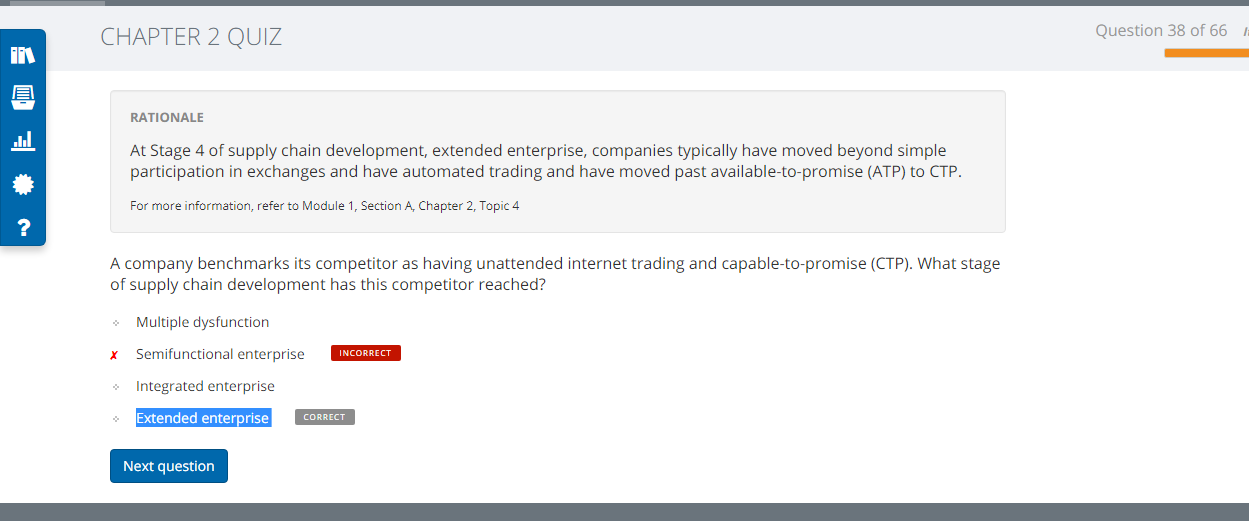 CHAPTER 2 QUIZ
Question 38 of 66
RATIONALE
At Stage 4 of supply chain development, extended enterprise, companies typically have moved beyond simple
participation in exchanges and have automated trading and have moved past available-to-promise (ATP) to CTP.
For more information, refer to Module 1, Section A, Chapter 2, Topic 4
A company benchmarks its competitor as having unattended internet trading and capable-to-promise (CTP). What stage
of supply chain development has this competitor reached?
Multiple dysfunction
✗ Semifunctional enterprise INCORRECT
Integrated enterprise
Extended enterprise CORRECT
Next question
?